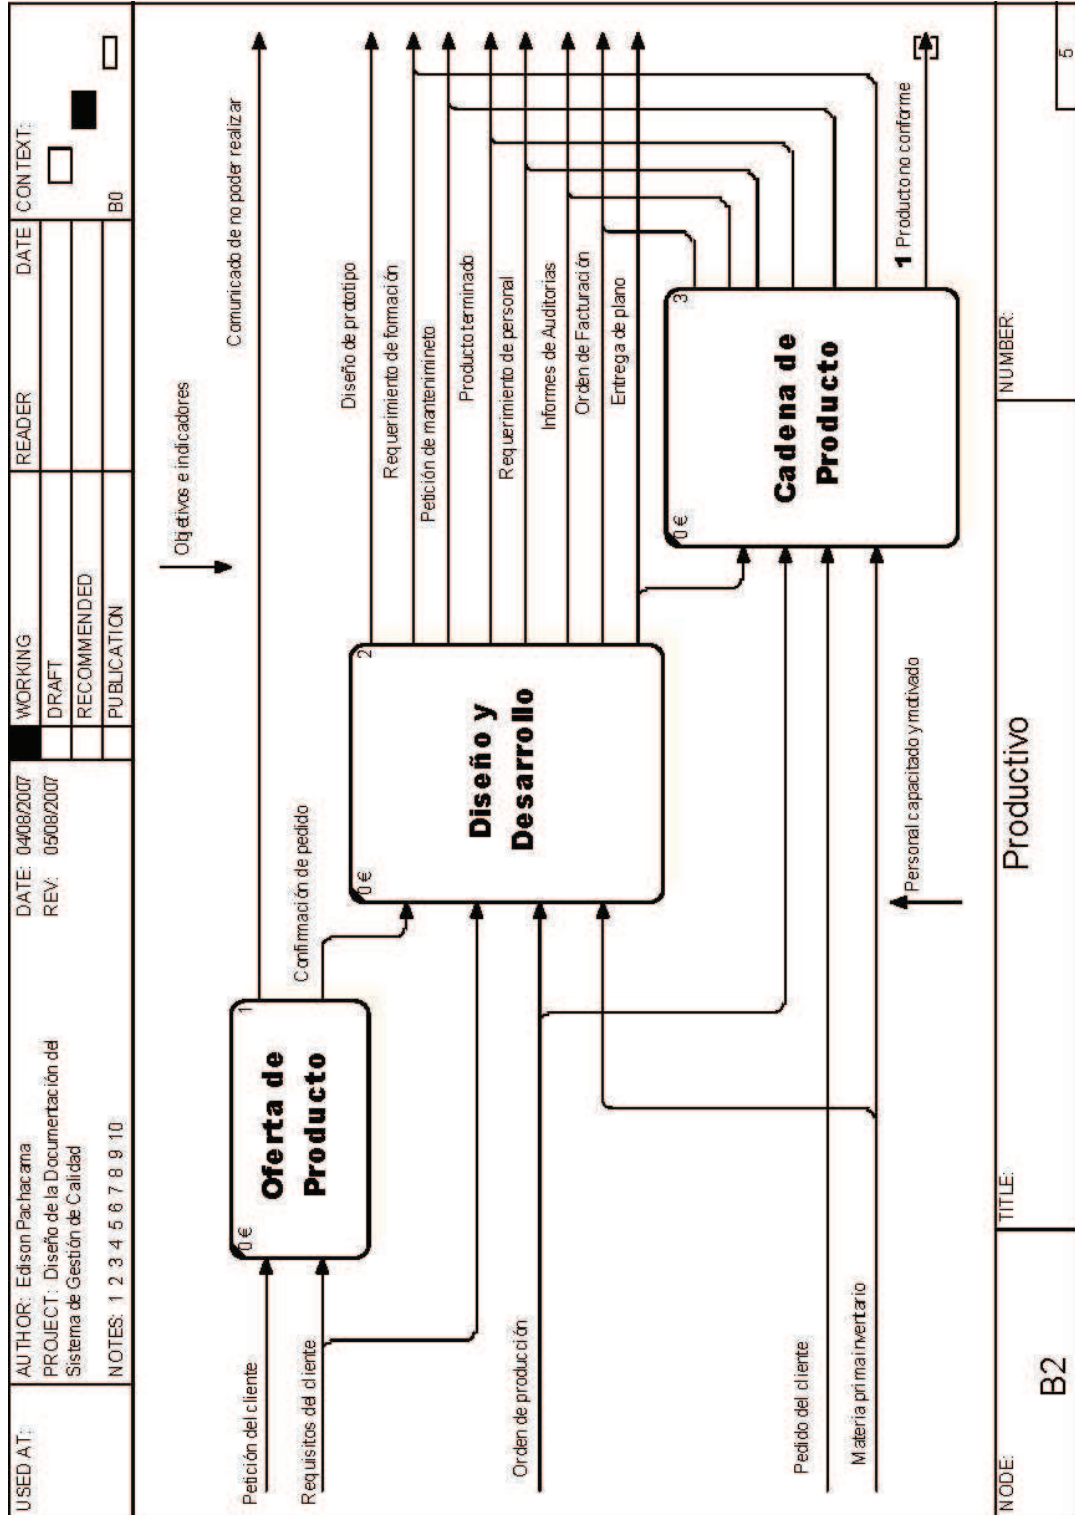 USED AT:
AUTHOR: Edison Pachacama
PROJECT: Diseño de la Documentación del
Sistema de Gestión de Calidad
NOTES: 1 2 3 4 5 6 7 8 9 10
DATE: 04/08/2007
REV: 05/08/2007
WORKING
DRAFT
RECOMMENDED
PUBLICATION
READER
DATE
CONTEXT:
B0
Objetivos e indicadores
Comunicado de no poder realizar
Petición del cliente
Requisitos del cliente
0 €
Oferta de
Producto
1
Confirmación de pedido
Orden de producción
0 €
Diseño y
Desarrollo
2
Diseño de prototipo
Requerimiento de formación
Petición de mantenimineto
Producto terminado
Requerimiento de personal
Informes de Auditorias
Orden de Facturación
Entrega de plano
Pedido del cliente
Materia prima inventario
0 €
Cadena de
Producto
3
1 Producto no conforme
Personal capacitado y motivado
NODE:
B2
TITLE:
Productivo
NUMBER:
5